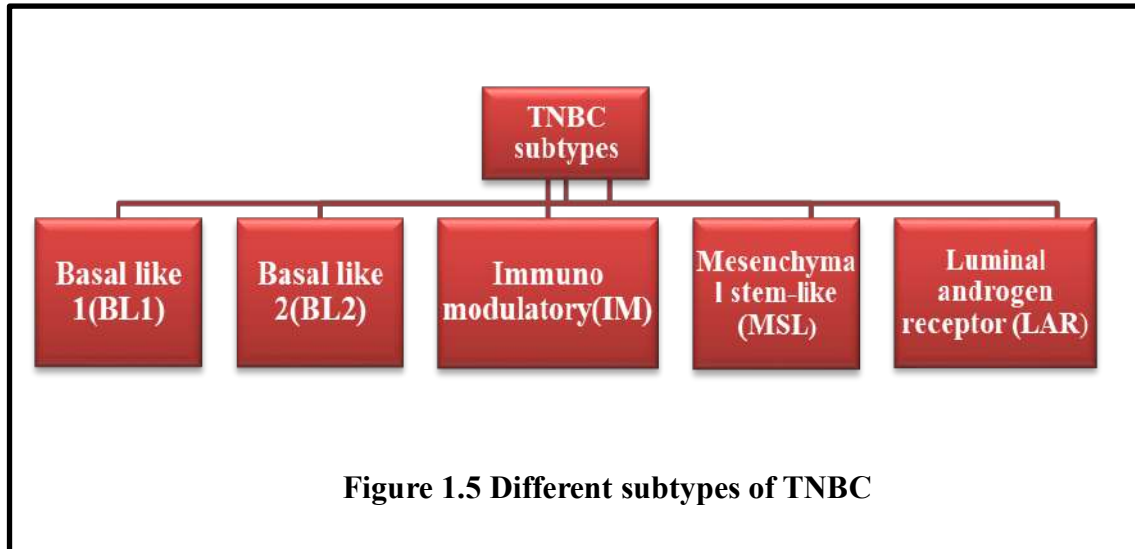 TNBC
subtypes
Basal like
1(BL1)
Basal like
2(BL2)
Immuno
modulatory(IM)
Mesenchyma
l stem-like
(MSL)
Luminal
androgen
receptor (LAR)
Figure 1.5 Different subtypes of TNBC